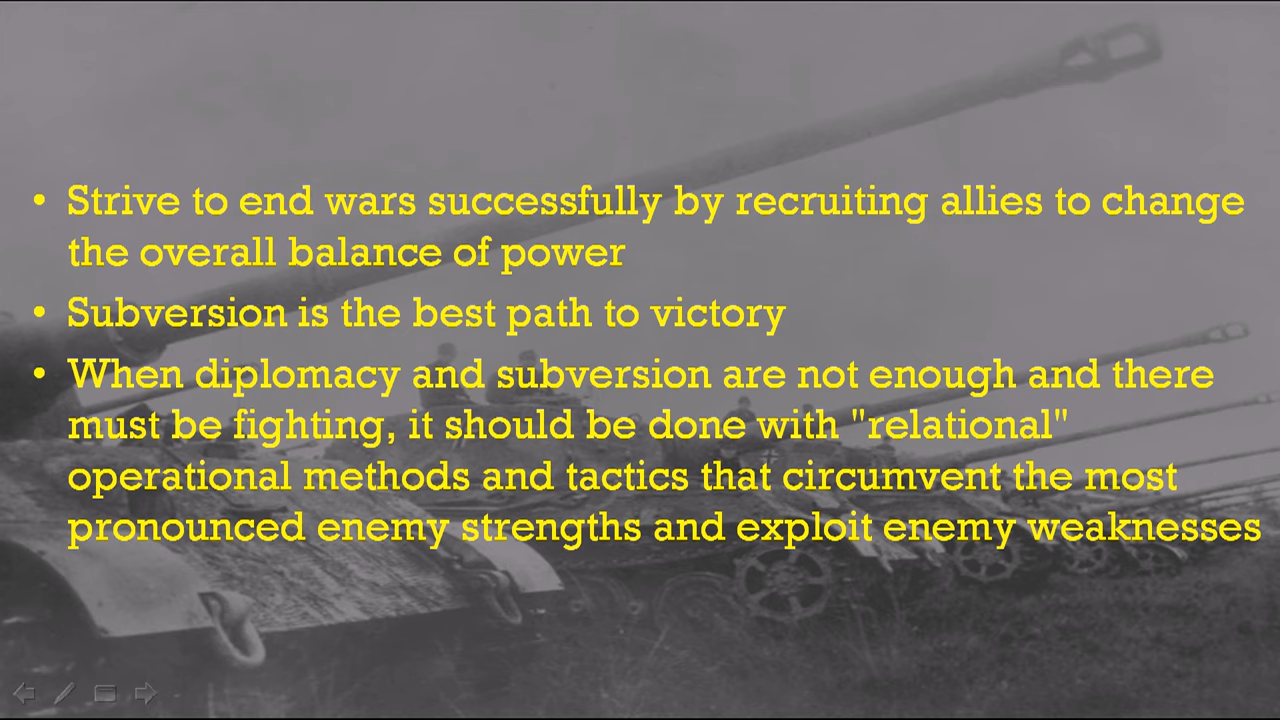 • Strive to end wars successfully by recruiting allies to change
the overall balance of power
• Subversion is the best path to victory
• When diplomacy and subversion are not enough and there
must be fighting, it should be done with "relational"
operational methods and tactics that circumvent the most
pronounced enemy strengths and exploit enemy weaknesses